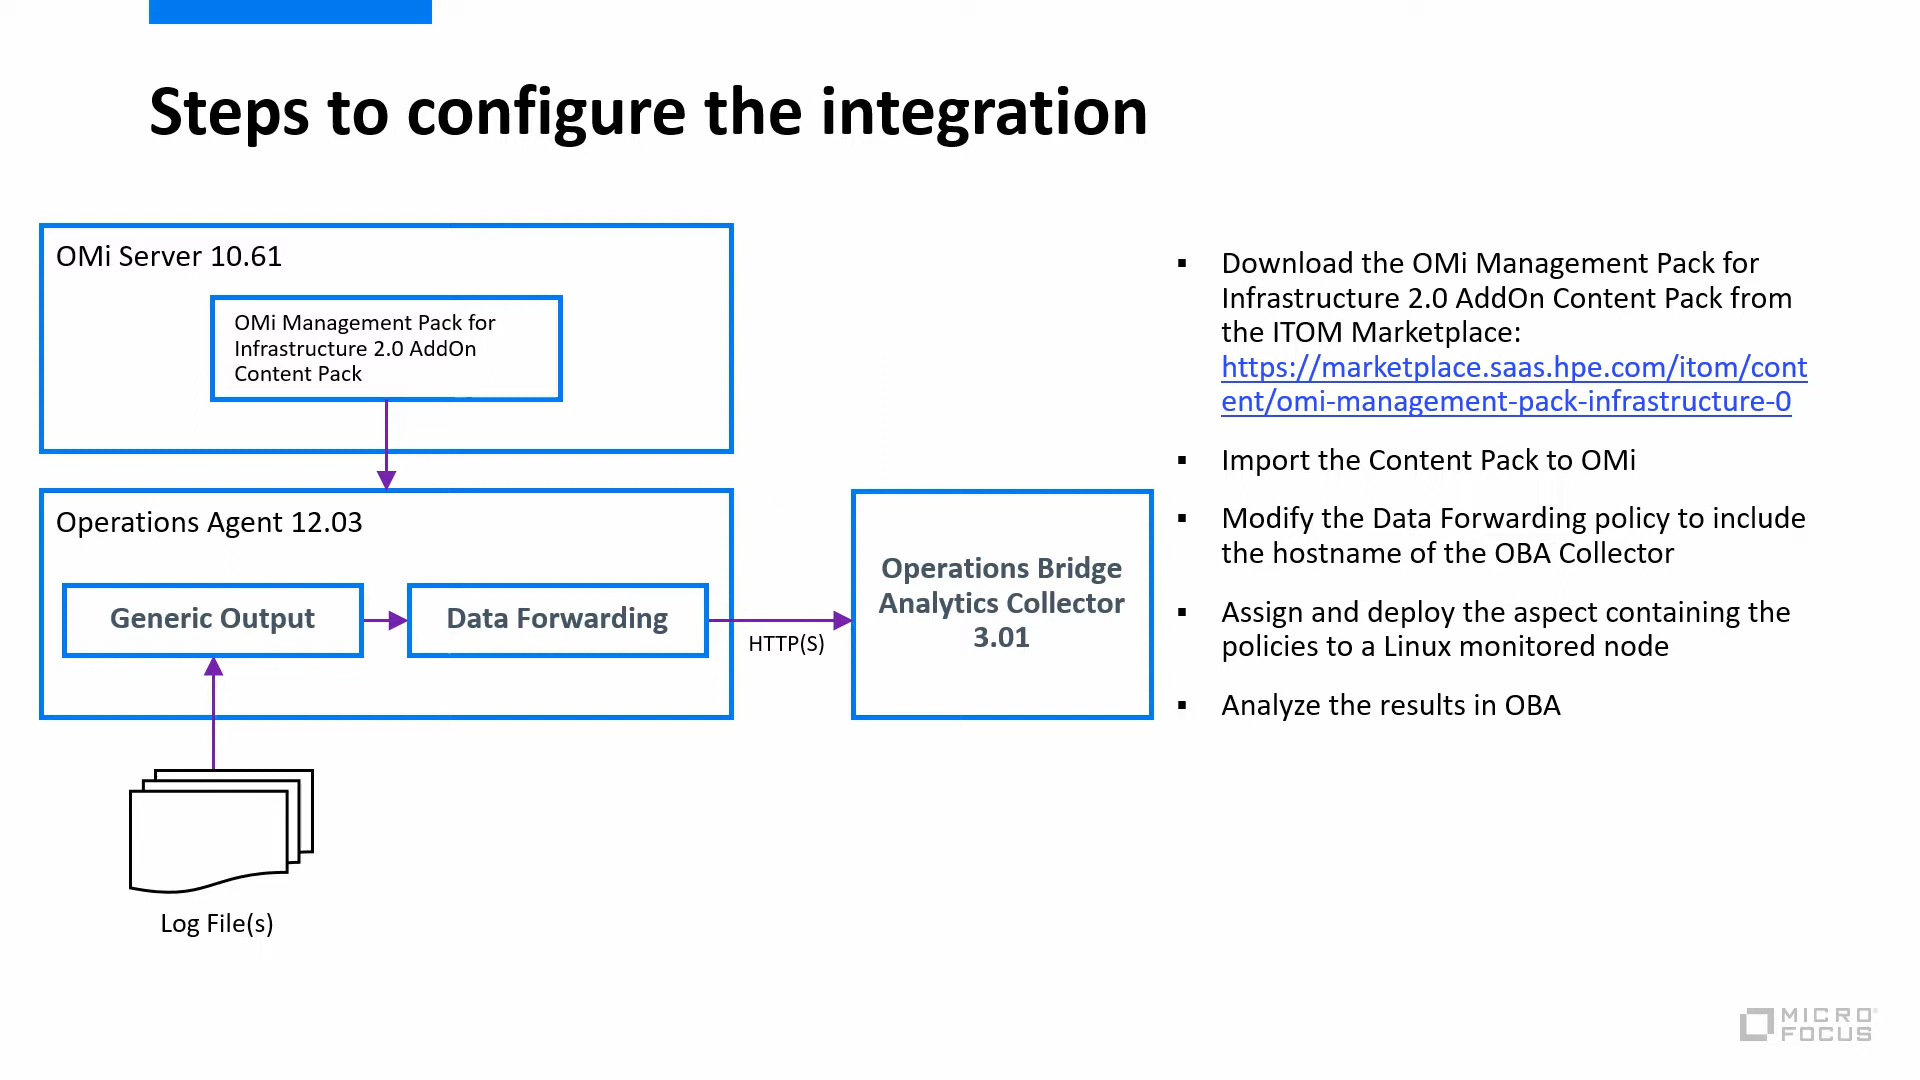 Steps to configure the integration
OMi Server 10.61
OMi Management Pack for
Infrastructure 2.0 AddOn
Content Pack
Operations Agent 12.03
Generic Output
Data Forwarding
HTTP(S)
Operations Bridge
Analytics Collector
3.01
Log File(s)
▪ Download the OMi Management Pack for
Infrastructure 2.0 AddOn Content Pack from
the ITOM Marketplace:
https://marketplace.saas.hpe.com/itom/cont
ent/omi-management-pack-infrastructure-0
▪ Import the Content Pack to OMi
▪ Modify the Data Forwarding policy to include
the hostname of the OBA Collector
▪ Assign and deploy the aspect containing the
policies to a Linux monitored node
▪ Analyze the results in OBA
MICRO
FOCUS